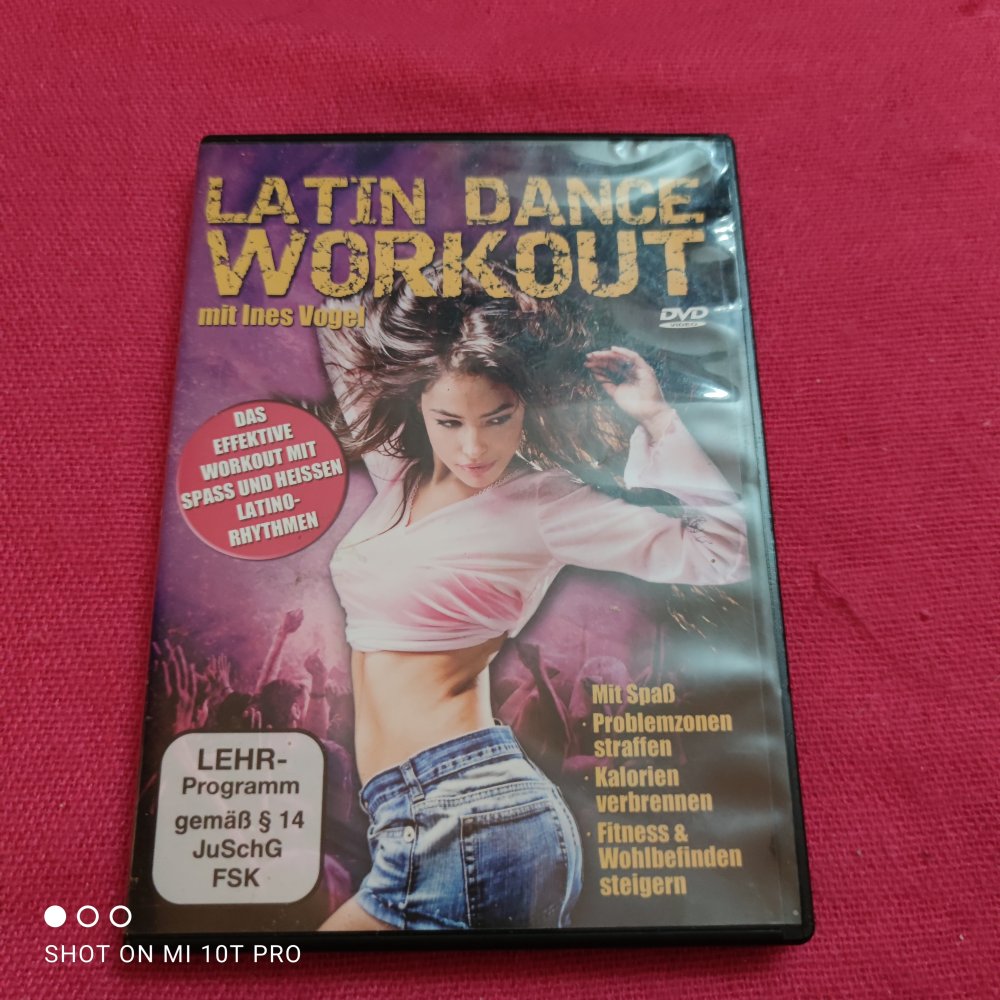 LATIN DANCE
WORKOUT
mit Ines Vogel
DVD
VIDEO
DAS
EFFEKTIVE
WORKOUT MIT
SPASS UND HEISSEN
LATINO-
RHYTHMEN
Mit Spaß
· Problemzonen
straffen
· Kalorien
verbrennen
· Fitness &
Wohlbefinden
steigern
LEHR-
Programm
gemäß § 14
JuSchG
FSK
SHOT ON MI 10T PRO